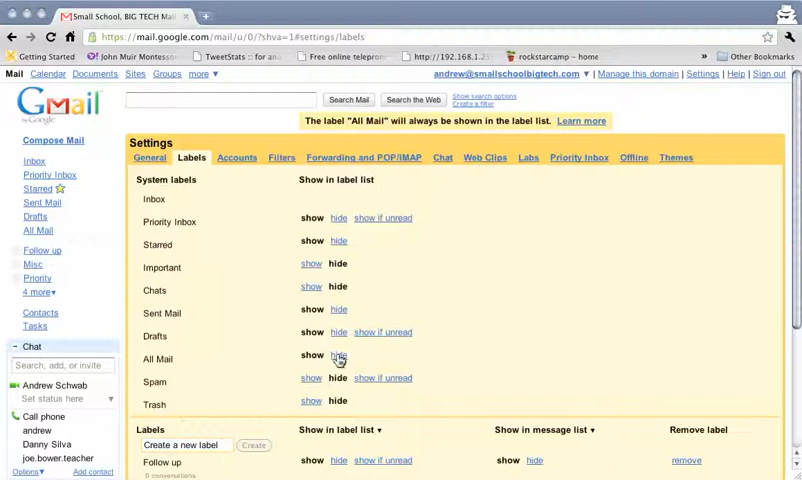 Small School, BIG TECH Mail
https://mail.google.com/mail/u/0/?shva=1#settings/labels
Getting Started John Muir Montesso TweetStats :: for an Free online telepro http://192.168.1.25 rockstarcamp – home » Other Bookmarks
Mail Calendar Documents Sites Groups more ▾ andrew@smallschoolbigtech.com ▾ | Manage this domain | Settings | Help | Sign out
Gmail by Google
Search Mail Search the Web Show search options
Create a filter
The label "All Mail" will always be shown in the label list. Learn more
Compose Mail
Inbox
Priority Inbox
Starred
Sent Mail
Drafts
All Mail
Follow up
Misc
Priority
4 more▾
Contacts
Tasks
Chat
Search, add, or invite
Andrew Schwab
Set status here
Call phone
andrew
Danny Silva
joe.bower.teacher
Options▾ Add contact
Settings
General Labels Accounts Filters Forwarding and POP/IMAP Chat Web Clips Labs Priority Inbox Offline Themes
System labels Show in label list
Inbox
Priority Inbox show hide show if unread
Starred show hide
Important show hide
Chats show hide
Sent Mail show hide
Drafts show hide show if unread
All Mail show hide
Spam show hide show if unread
Trash show hide
Labels Show in label list ▾ Show in message list ▾ Remove label
Create a new label Create
Follow up show hide show if unread show hide remove
0 conversations